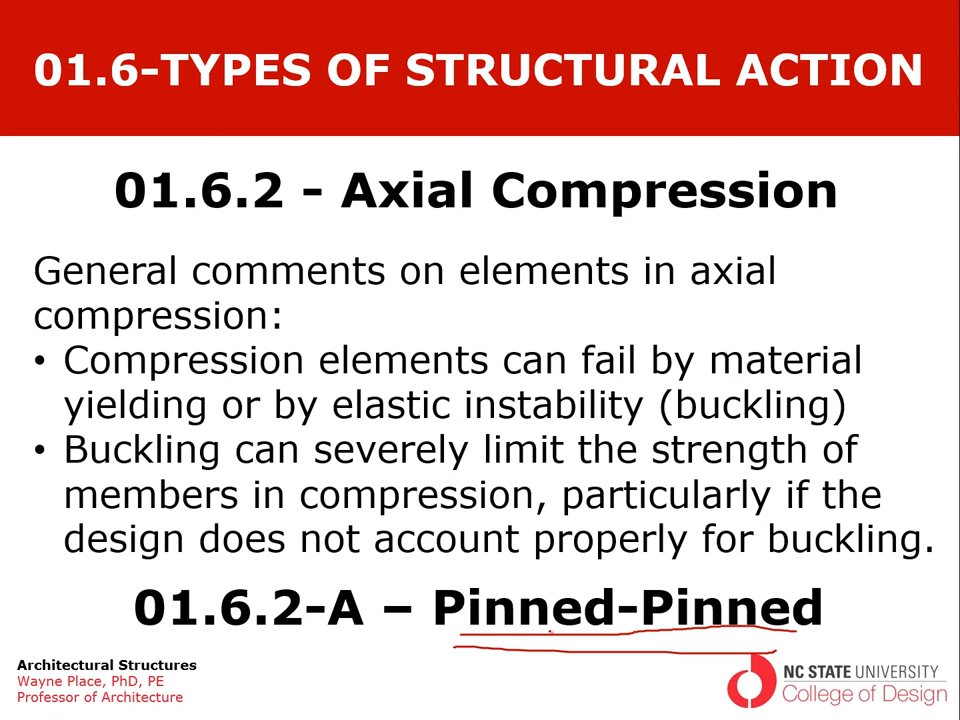 01.6-TYPES OF STRUCTURAL ACTION
01.6.2 - Axial Compression
General comments on elements in axial
compression:
• Compression elements can fail by material
yielding or by elastic instability (buckling)
• Buckling can severely limit the strength of
members in compression, particularly if the
design does not account properly for buckling.
01.6.2-A – Pinned-Pinned
Architectural Structures
Wayne Place, PhD, PE
Professor of Architecture
NC STATE UNIVERSITY
College of Design